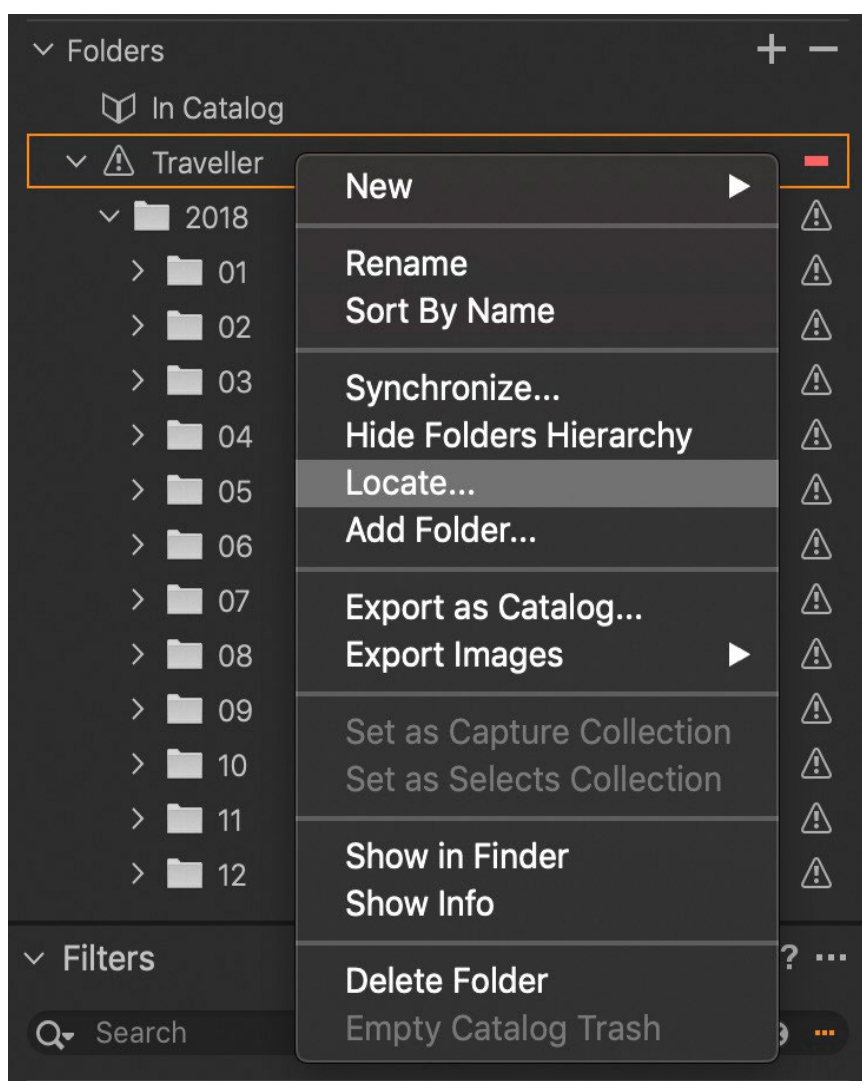 Folders
In Catalog
Traveller
2018
01
02
03
04
05
06
07
08
09
10
11
12
New
Rename
Sort By Name
Synchronize...
Hide Folders Hierarchy
Locate...
Add Folder...
Export as Catalog...
Export Images
Set as Capture Collection
Set as Selects Collection
Show in Finder
Show Info
Delete Folder
Empty Catalog Trash
Filters
? ...
Search